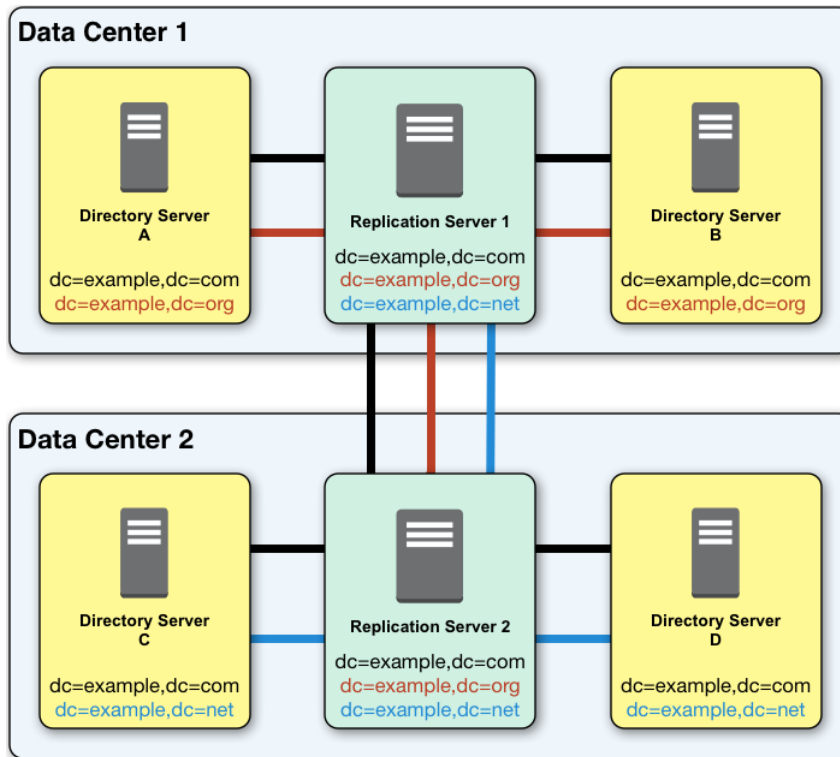 Data Center 1
Directory Server
A
dc=example,dc=com
dc=example,dc=org
Replication Server 1
dc=example,dc=com
dc=example,dc=org
dc=example,dc=net
Directory Server
B
dc=example,dc=com
dc=example,dc=org
Data Center 2
Directory Server
C
dc=example,dc=com
dc=example,dc=net
Replication Server 2
dc=example,dc=com
dc=example,dc=org
dc=example,dc=net
Directory Server
D
dc=example,dc=com
dc=example,dc=net